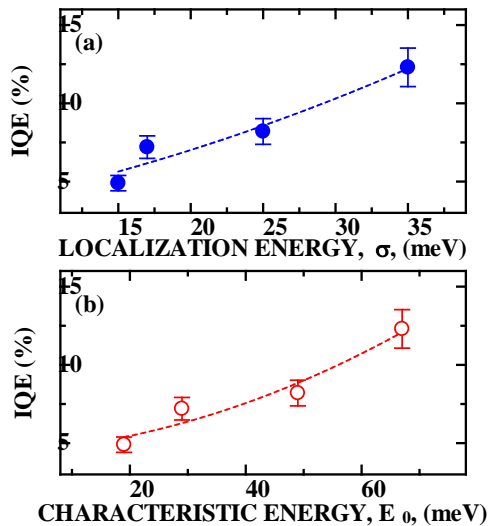 (a)
IQE (%)
15
10
5
15 20 25 30 35
LOCALIZATION ENERGY, σ, (meV)
(b)
IQE (%)
15
10
5
20 40 60
CHARACTERISTIC ENERGY, E 0, (meV)